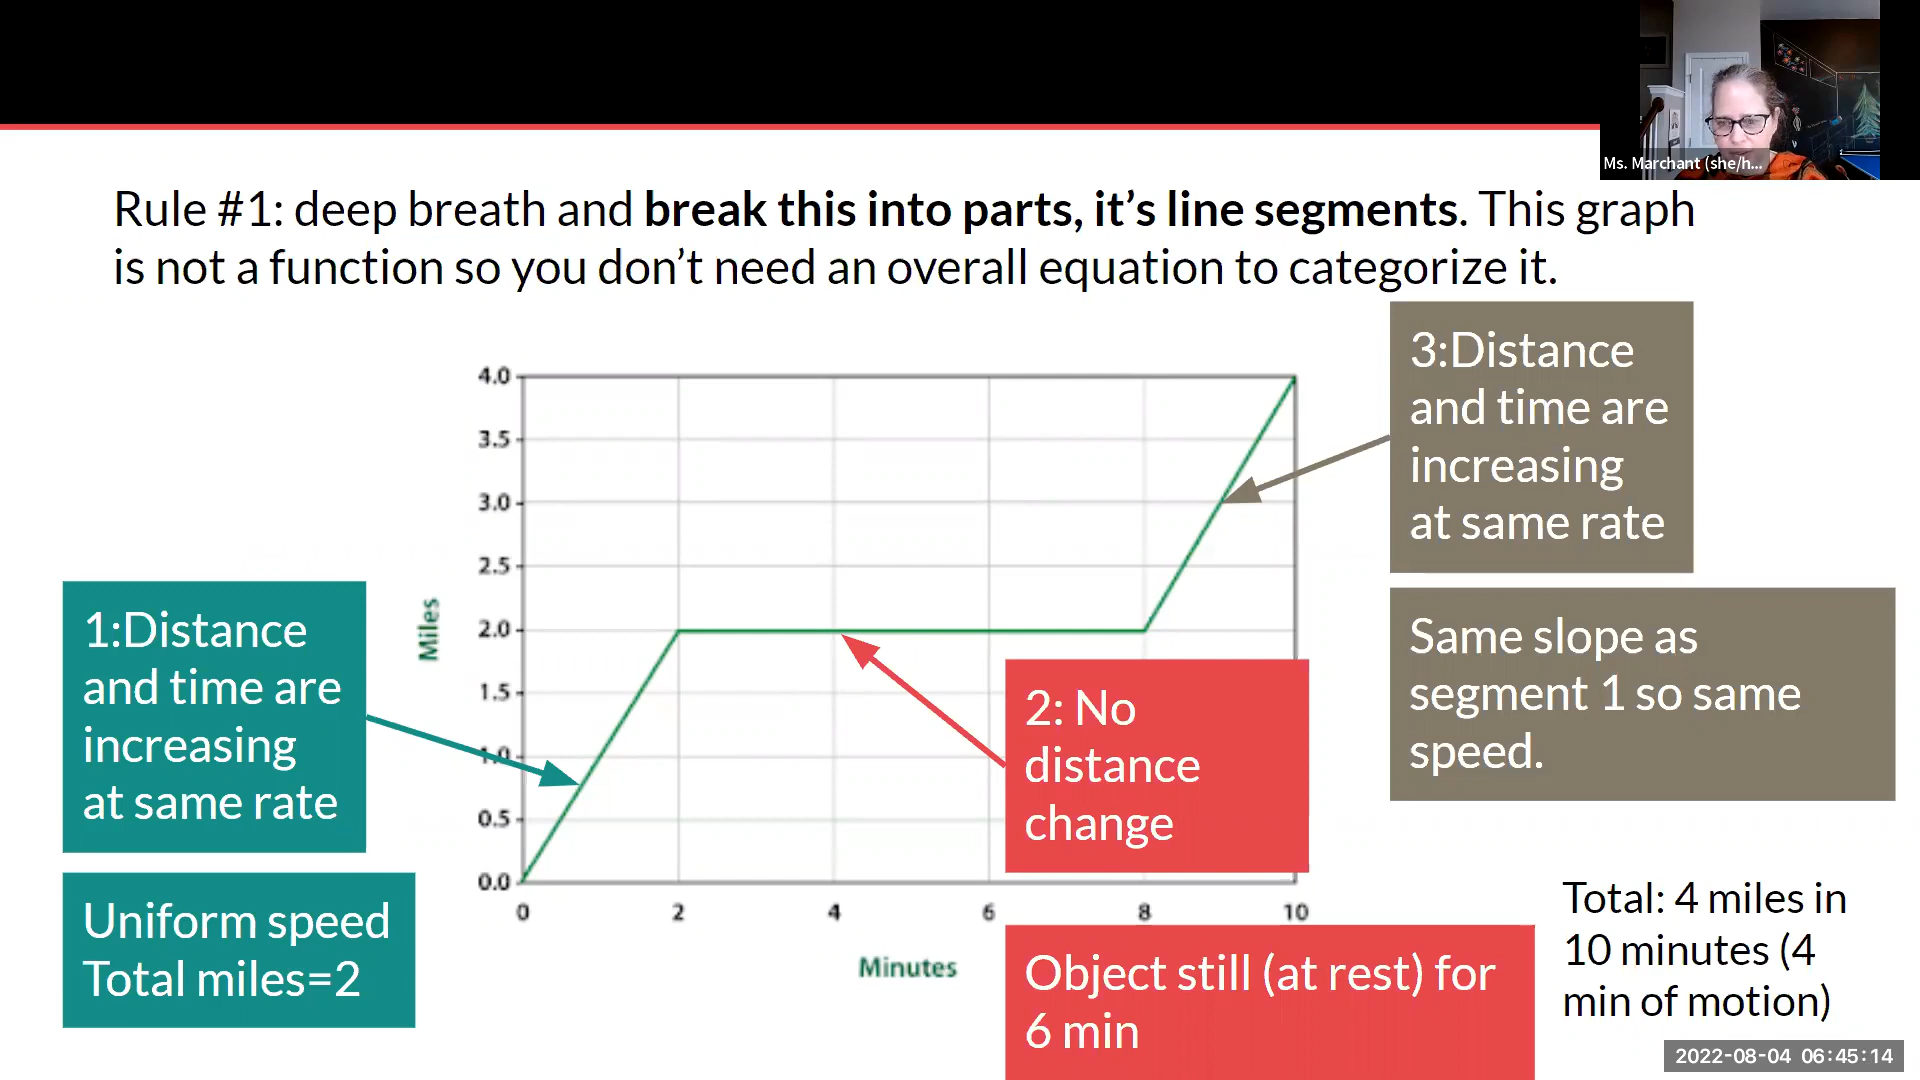 Ms. Marchant (she/h...
Rule #1: deep breath and break this into parts, it’s line segments. This graph
is not a function so you don’t need an overall equation to categorize it.
3:Distance
and time are
increasing
at same rate
Same slope as
segment 1 so same
speed.
4.0
3.5
3.0
2.5
2.0
1.5
1.0
0.5
0.0
Miles
0 2 4 6 8 10
Minutes
1:Distance
and time are
increasing
at same rate
Uniform speed
Total miles=2
2: No
distance
change
Object still (at rest) for
6 min
Total: 4 miles in
10 minutes (4
min of motion)
2022-08-04 06:45:14